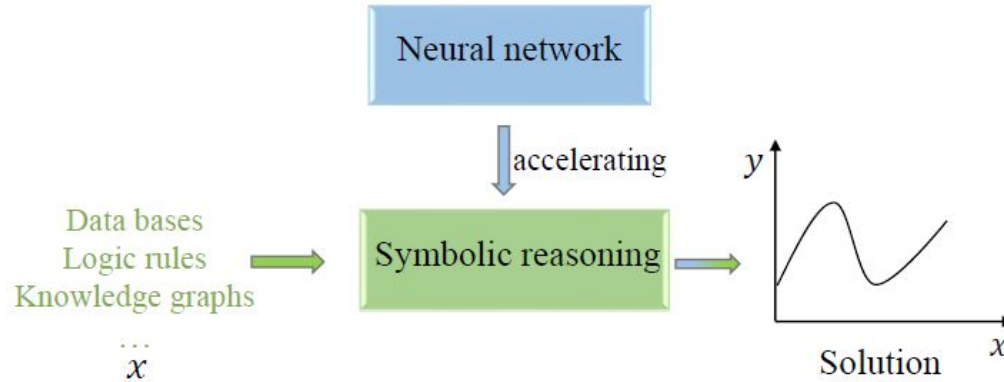 Neural network
accelerating
Data bases
Logic rules
Knowledge graphs
...
x
Symbolic reasoning
y
x
Solution